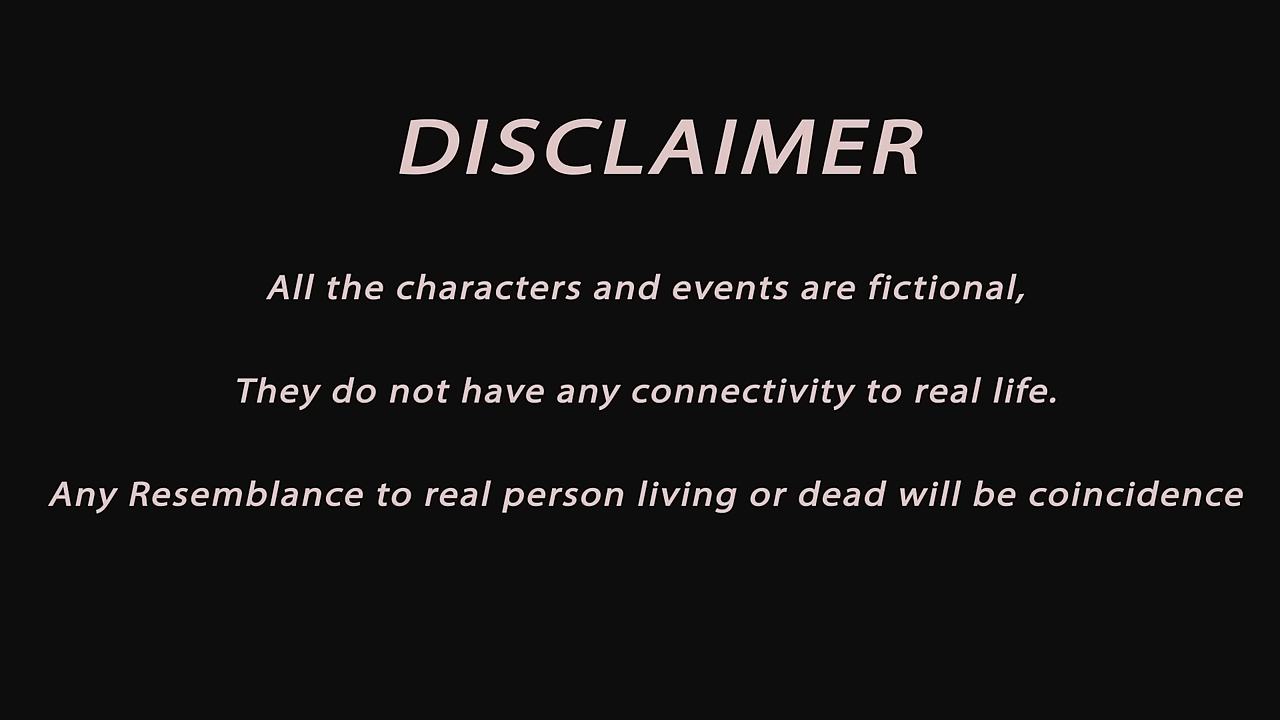 DISCLAIMER
All the characters and events are fictional,
They do not have any connectivity to real life.
Any Resemblance to real person living or dead will be coincidence